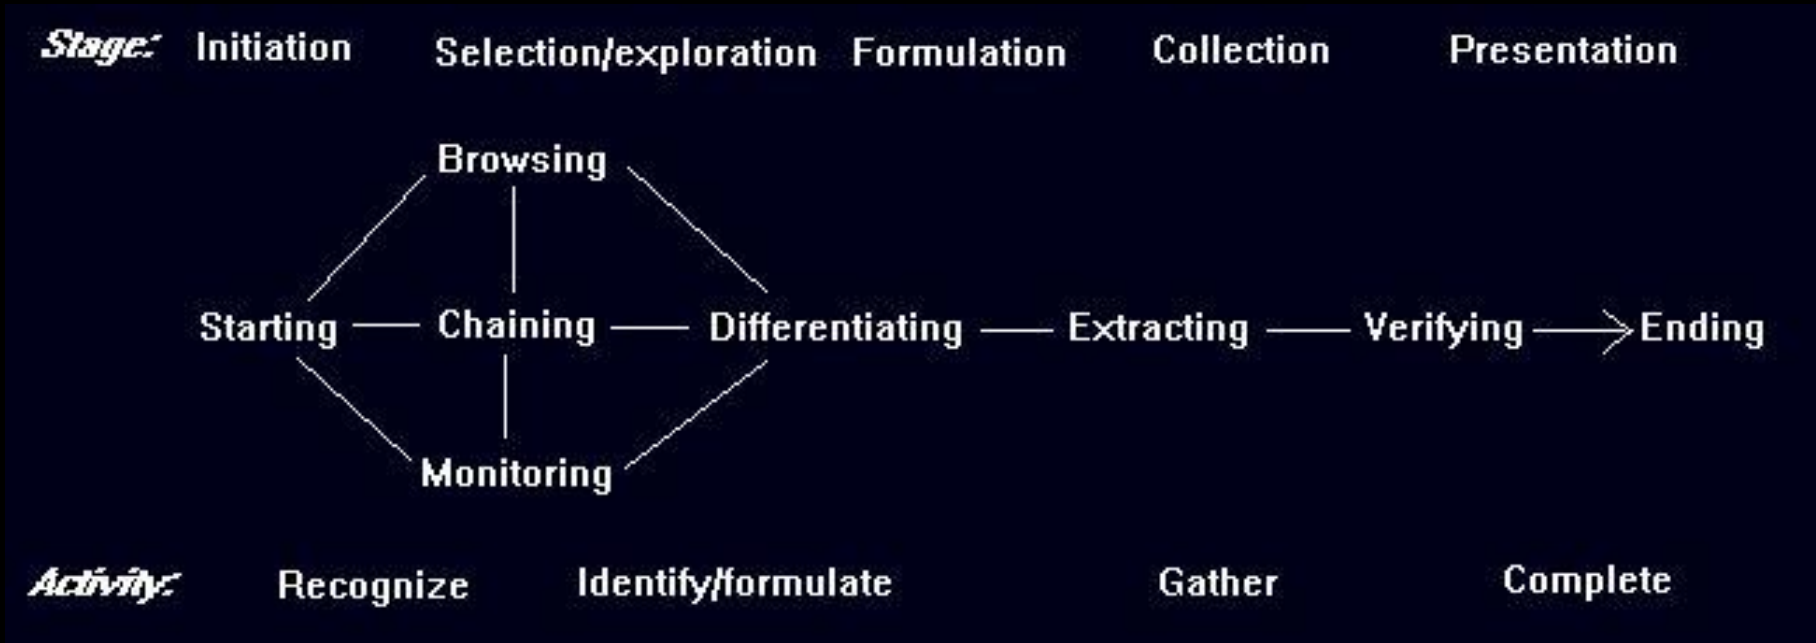 Stage: Initiation Selection/exploration Formulation Collection Presentation
Browsing
Starting Chaining Differentiating Extracting Verifying Ending
Monitoring
Activity: Recognize Identify/formulate Gather Complete